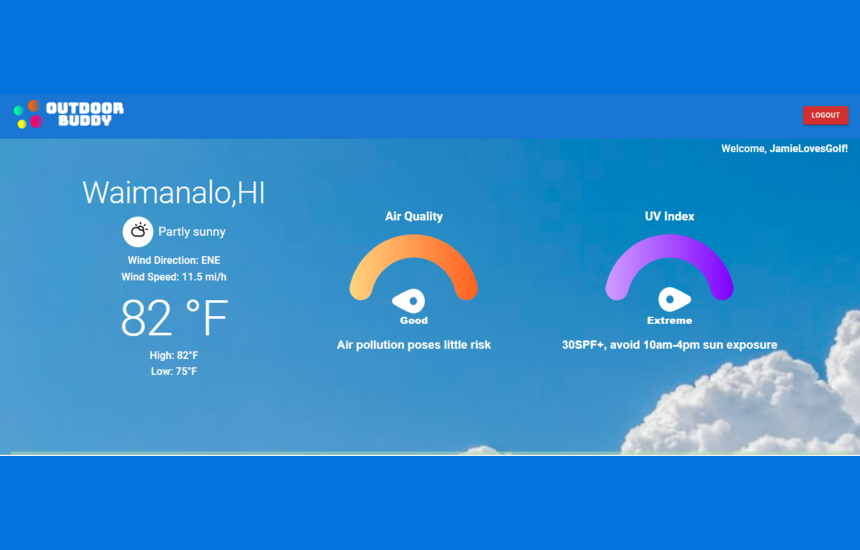 OUTDOOR
BUDDY
LOGOUT
Welcome, JamieLovesGolf!
Waimanalo,HI
Partly sunny
Wind Direction: ENE
Wind Speed: 11.5 mi/h
82 °F
High: 82°F
Low: 75°F
Air Quality
Good
Air pollution poses little risk
UV Index
Extreme
30SPF+, avoid 10am-4pm sun exposure